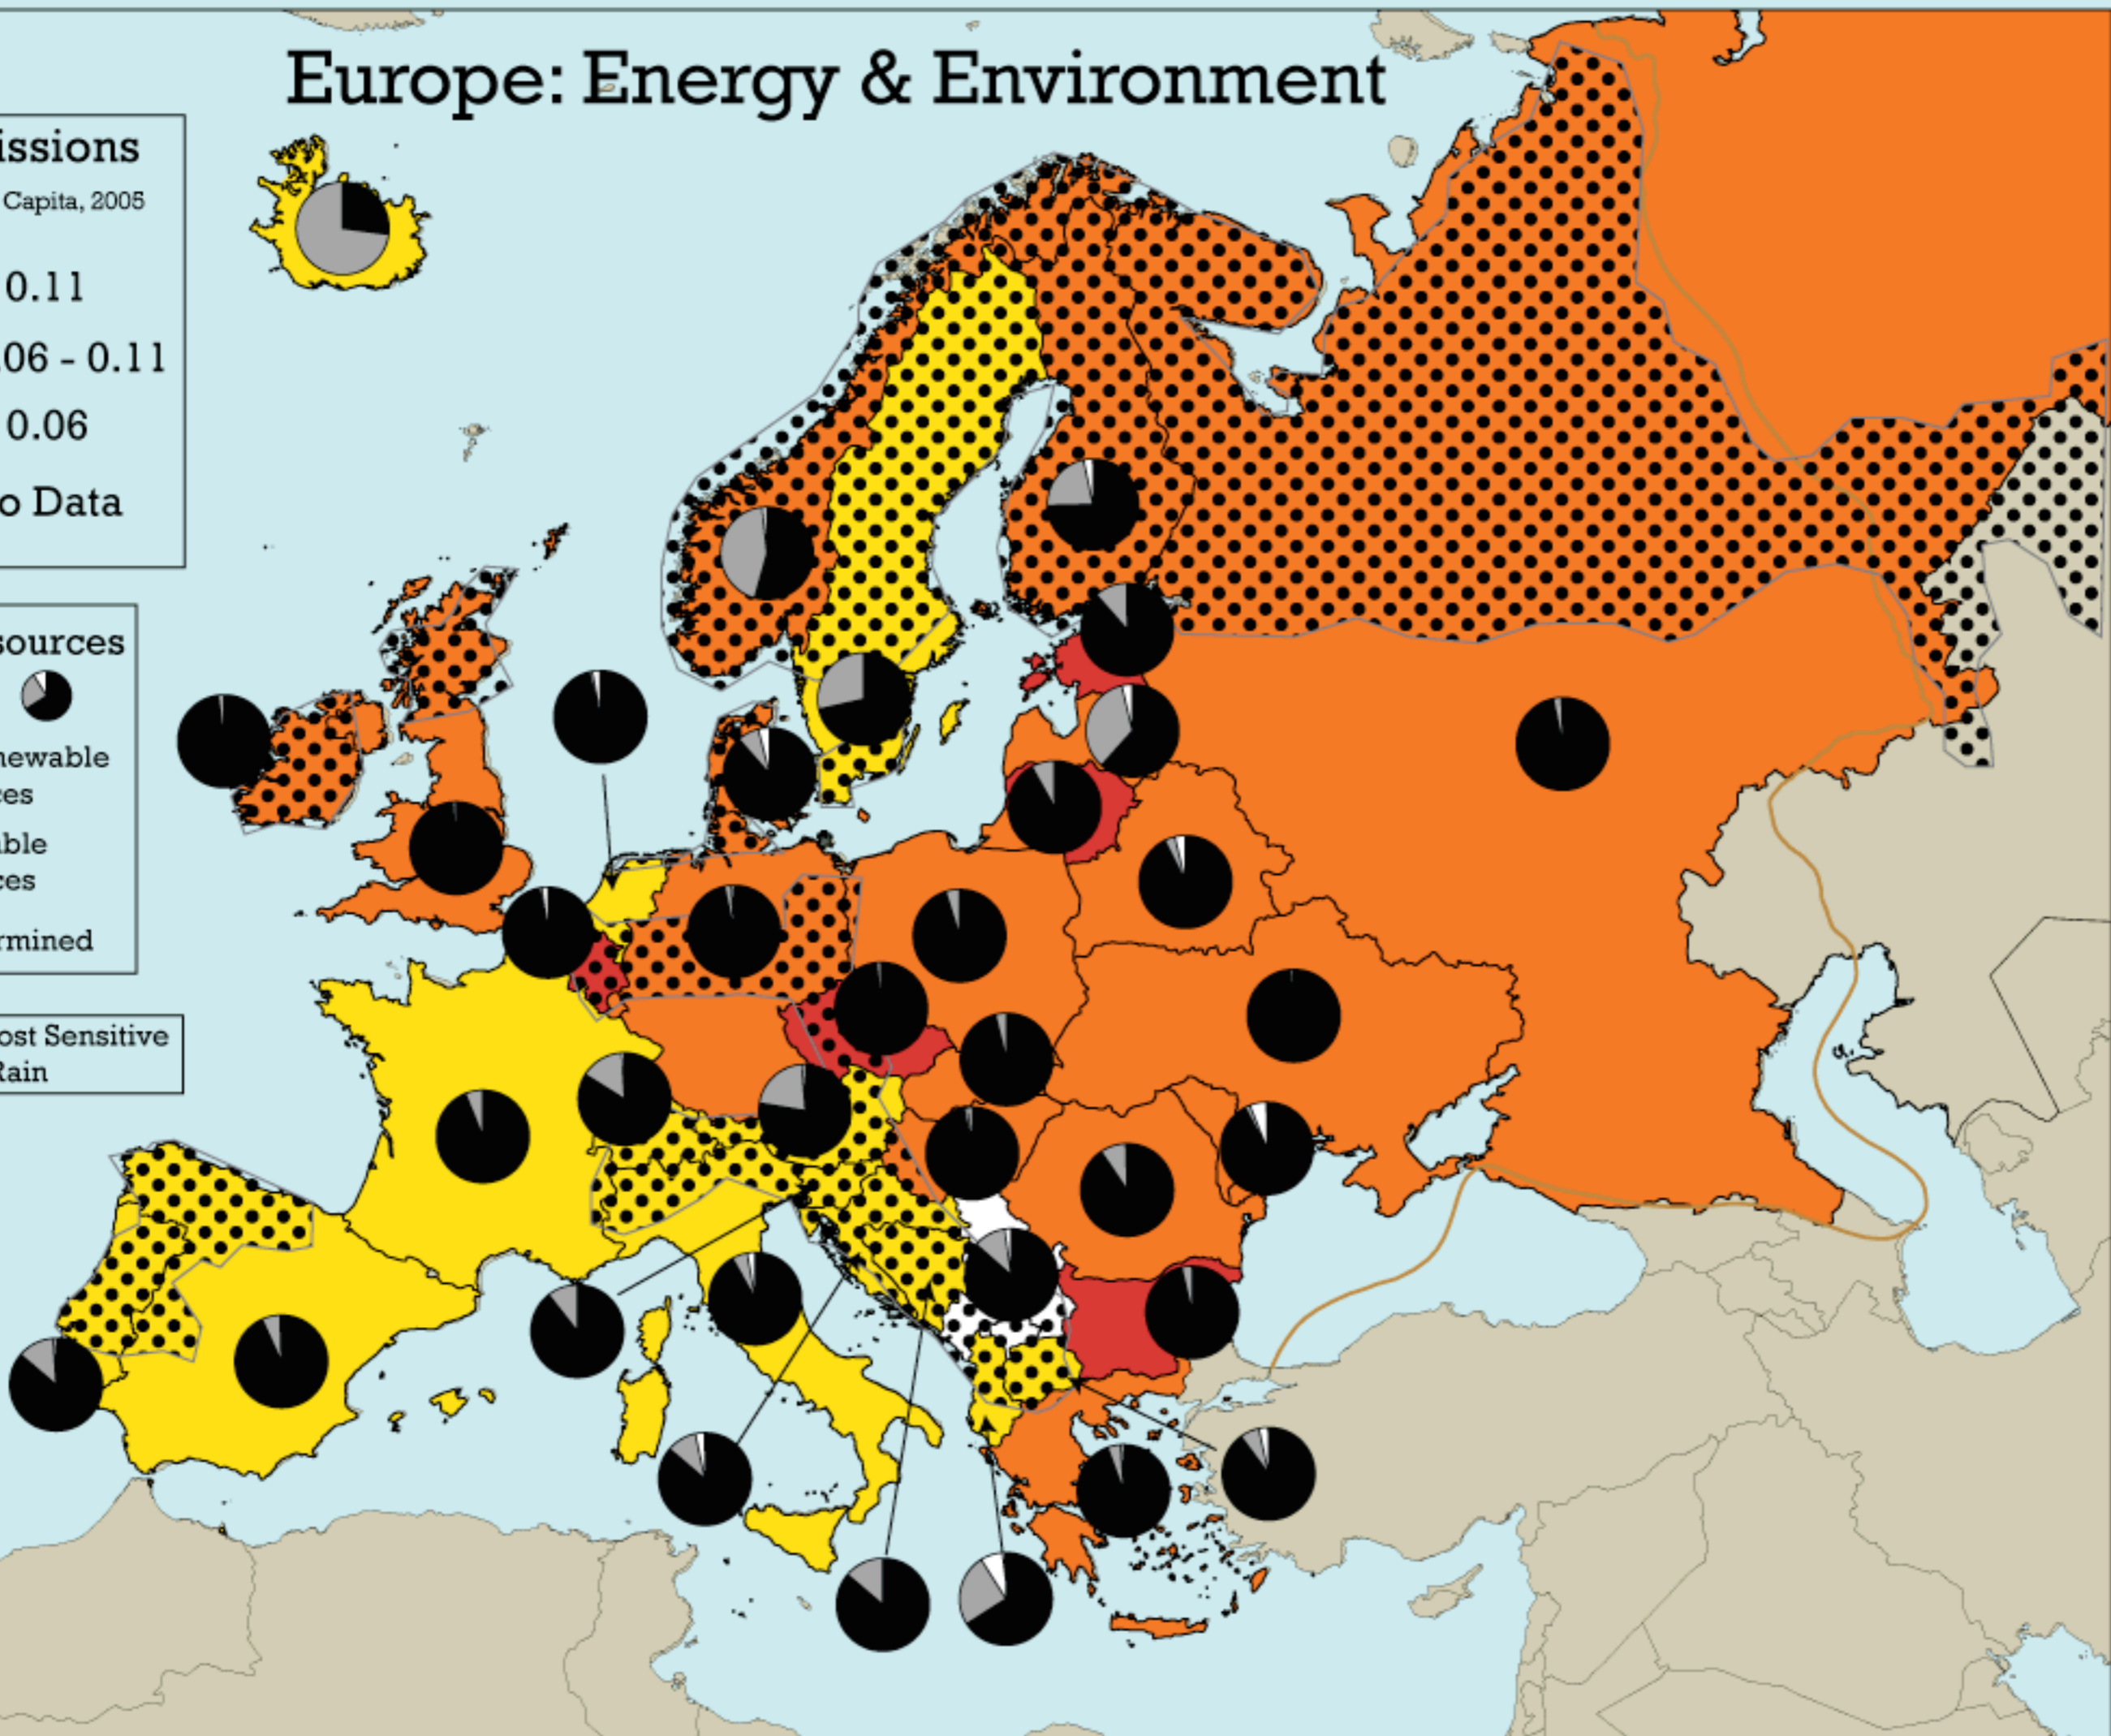 Europe: Energy & Environment
issions
Capita, 2005
0.11
.06 - 0.11
0.06
o Data
sources
newable
ces
ble
ces
rmined
ost Sensitive
Rain